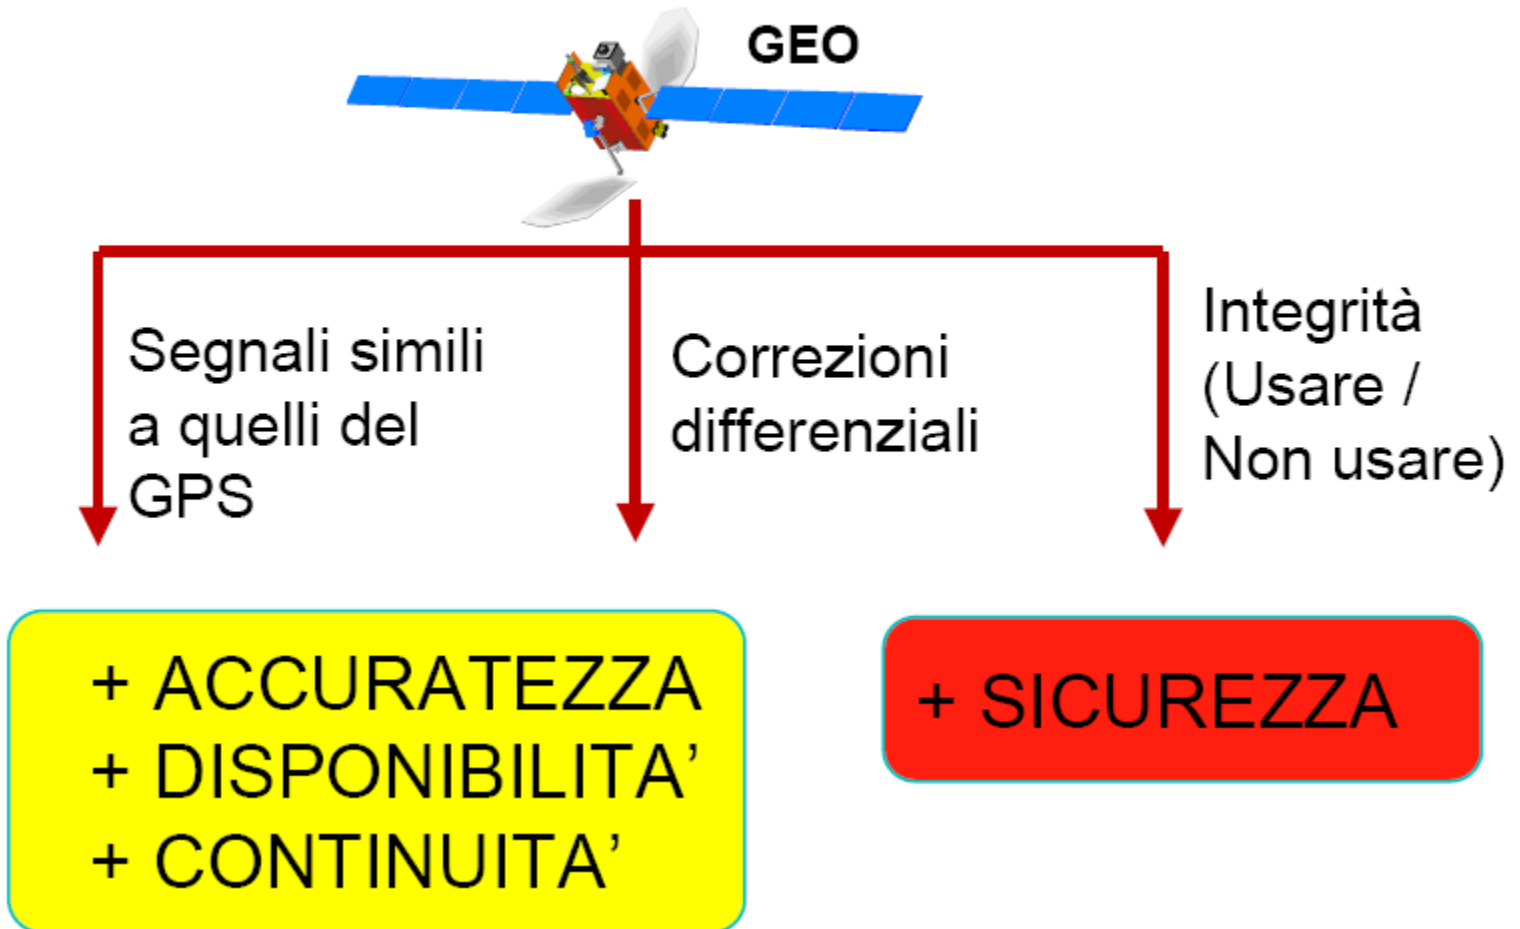 GEO
Segnali simili
a quelli del
GPS
Correzioni
differenziali
Integrità
(Usare /
Non usare)
+ ACCURATEZZA
+ DISPONIBILITA’
+ CONTINUITA’
+ SICUREZZA